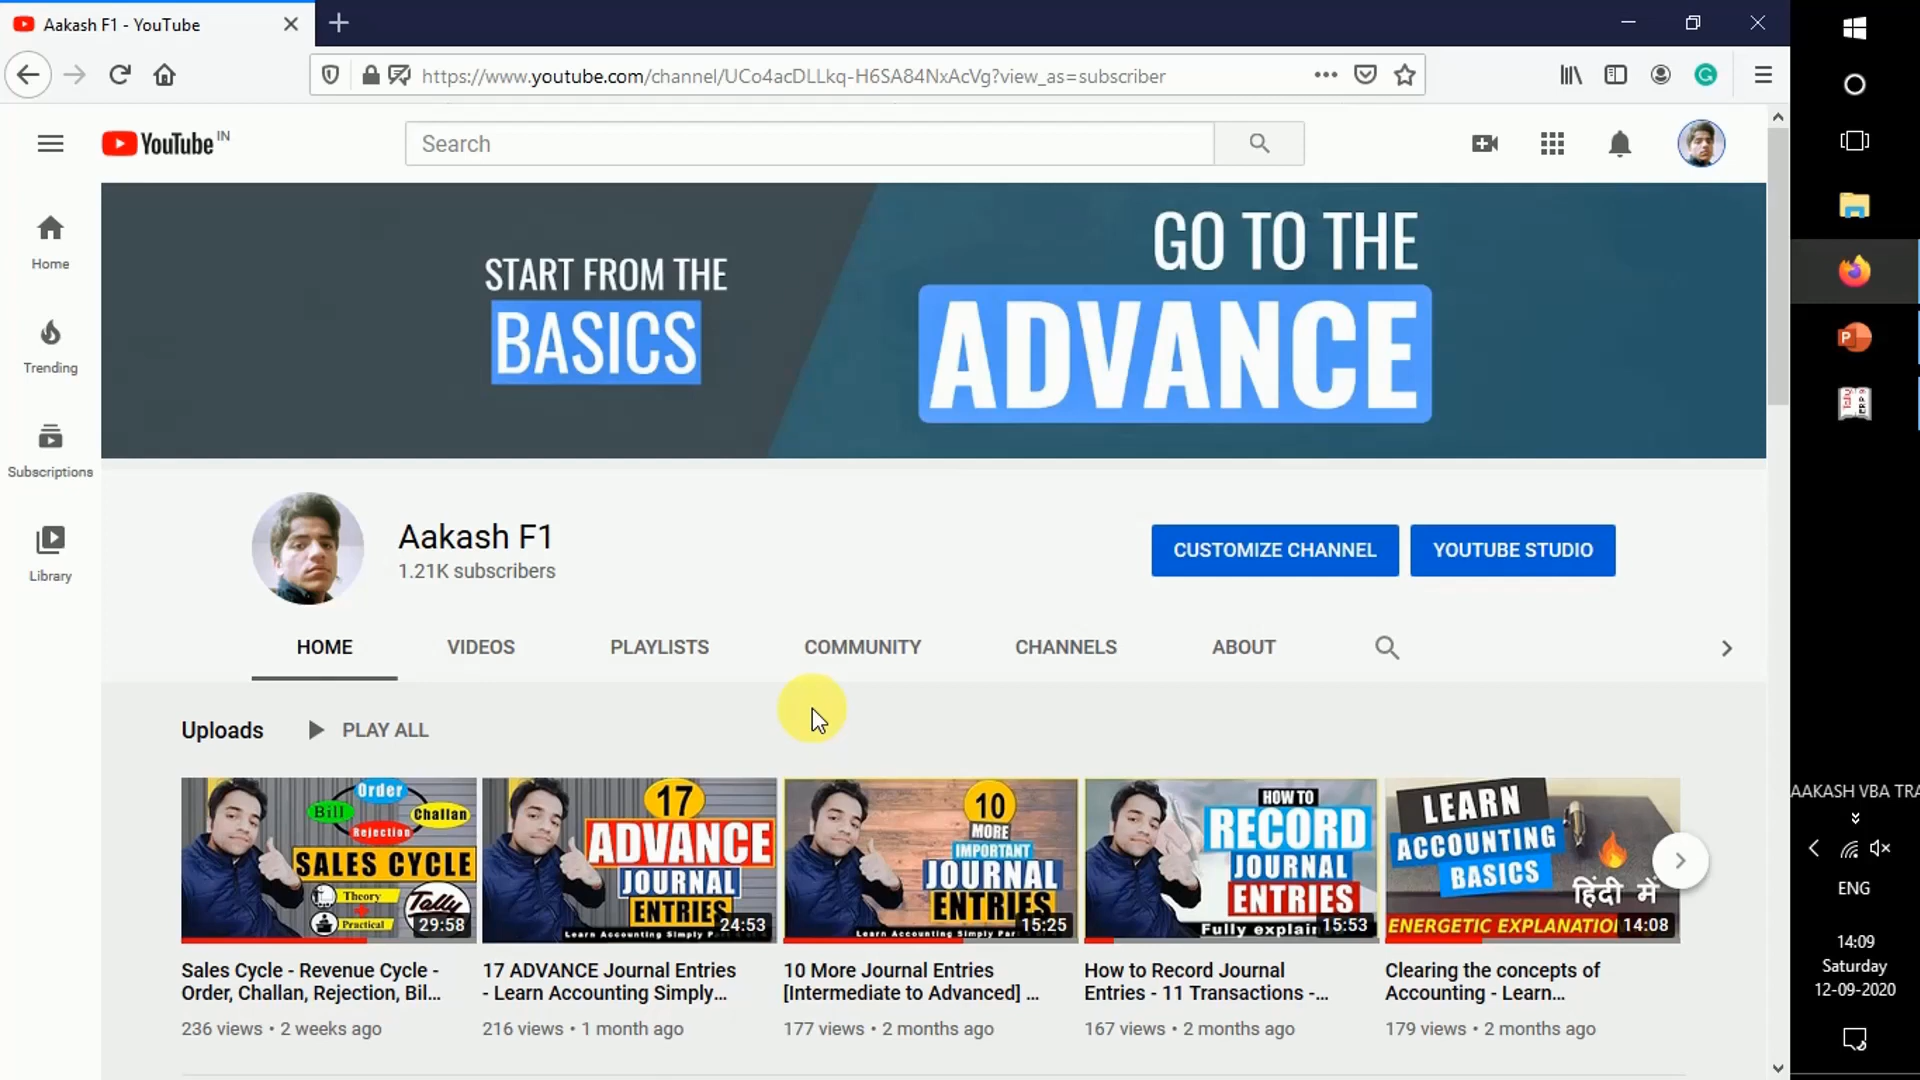 Aakash F1 - YouTube
https://www.youtube.com/channel/UCo4acDLLkq-H6SA84NxAcVg?view_as=subscriber
YouTube IN
Search
Home
Trending
Subscriptions
Library
START FROM THE
BASICS
GO TO THE
ADVANCE
Aakash F1
1.21K subscribers
CUSTOMIZE CHANNEL
YOUTUBE STUDIO
HOME
VIDEOS
PLAYLISTS
COMMUNITY
CHANNELS
ABOUT
Uploads
PLAY ALL
Order
Bill
Challan
Rejection
SALES CYCLE
Theory
+
Practical
Tally
29:58
Sales Cycle - Revenue Cycle -
Order, Challan, Rejection, Bil...
236 views • 2 weeks ago
17
ADVANCE
JOURNAL
ENTRIES
24:53
17 ADVANCE Journal Entries
- Learn Accounting Simply...
216 views • 1 month ago
10
MORE
IMPORTANT
JOURNAL
ENTRIES
15:25
10 More Journal Entries
[Intermediate to Advanced] ...
177 views • 2 months ago
HOW TO
RECORD
JOURNAL
ENTRIES
15:53
How to Record Journal
Entries - 11 Transactions -...
167 views • 2 months ago
LEARN
ACCOUNTING
BASICS
हिंदी में
14:08
Clearing the concepts of
Accounting - Learn...
179 views • 2 months ago
AAKASH VBA TRA
ENG
14:09
Saturday
12-09-2020